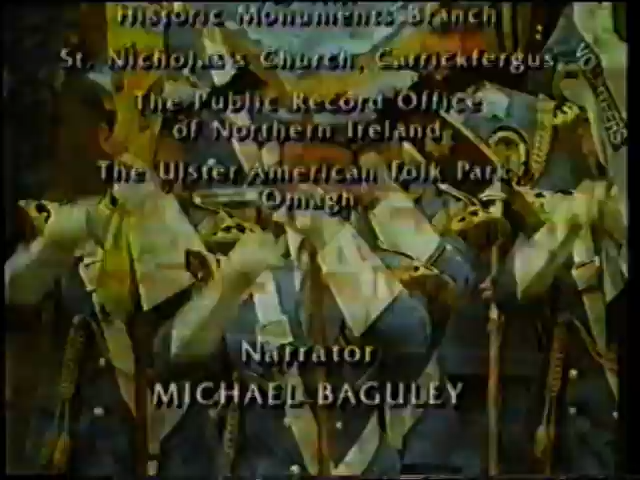 Historic Monuments Branch
St. Nicholas's Church, Carrickfergus
The Public Record Office
of Northern Ireland
The Ulster American Folk Park
Omagh
Narrator
MICHAEL BAGULEY